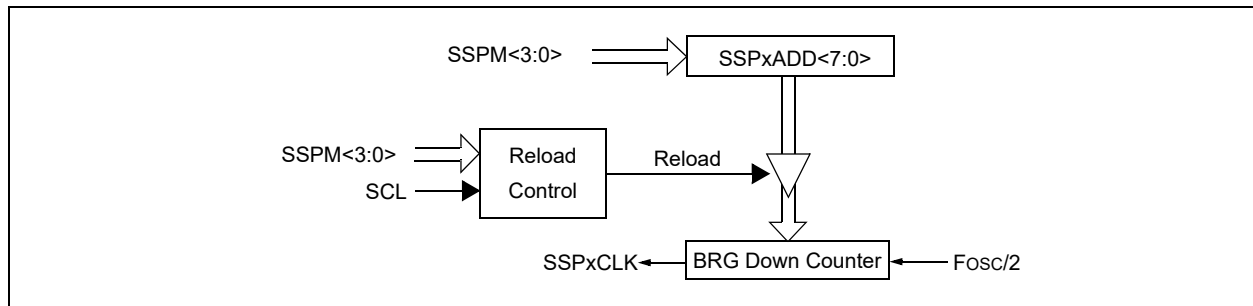 SSPM<3:0>
SSPxADD<7:0>
SSPM<3:0>
SCL
Reload
Control
Reload
SSPxCLK
BRG Down Counter
FOSC/2